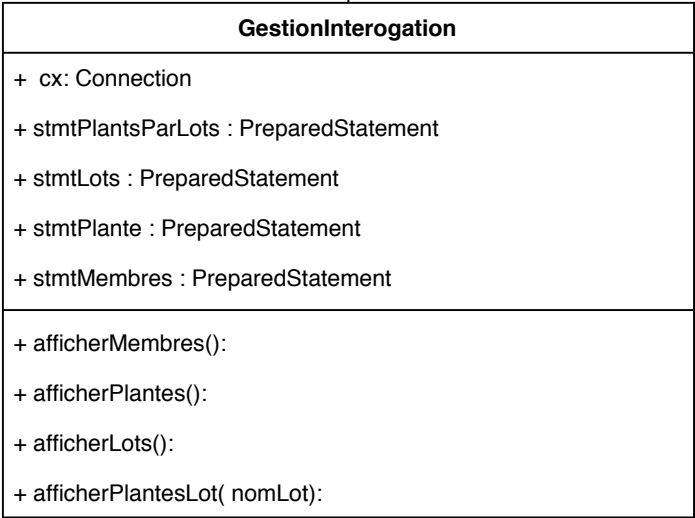 GestionInterogation
+ cx: Connection
+ stmtPlantsParLots : PreparedStatement
+ stmtLots : PreparedStatement
+ stmtPlante : PreparedStatement
+ stmtMembres : PreparedStatement
+ afficherMembres():
+ afficherPlantes():
+ afficherLots():
+ afficherPlantesLot( nomLot):